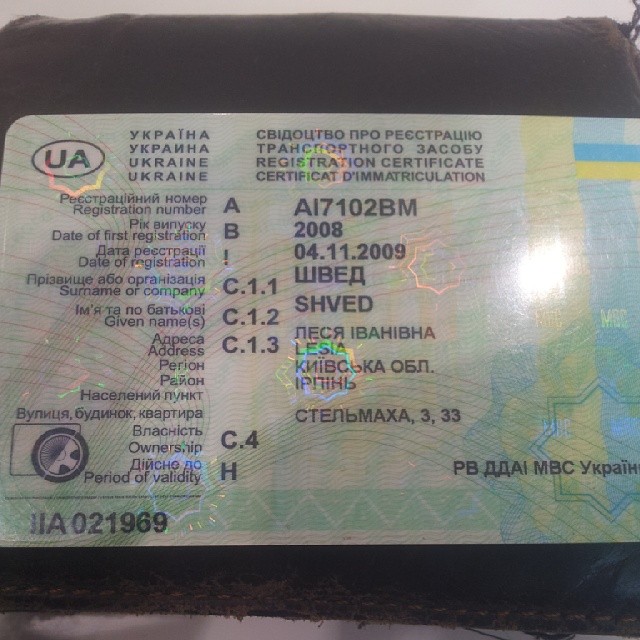 UA
УКРАЇНА СВІДОЦТВО ПРО РЕЄСТРАЦІЮ
УКРАИНА ТРАНСПОРТНОГО ЗАСОБУ
UKRAINE REGISTRATION CERTIFICATE
UKRAINE CERTIFICAT D'IMMATRICULATION
Реєстраційний номер
Registration number A AI7102BM
Рік випуску
Date of first registration B 2008
Дата реєстрації
Date of registration ! 04.11.2009
Прізвище або організація C.1.1 ШВЕД
Surname or company SHVED
Ім'я та по батькові C.1.2 ЛЕСЯ ІВАНІВНА
Given name(s) LESIA
Адреса C.1.3
Address
Регіон КИЇВСЬКА ОБЛ.
Район ІРПІНЬ
Населений пункт
Вулиця, будинок, квартира СТЕЛЬМАХА, 3, 33
Власність C.4
Ownership
Дійсне до H
Period of validity
РВ ДДАІ МВС Україн
ІІА 021969